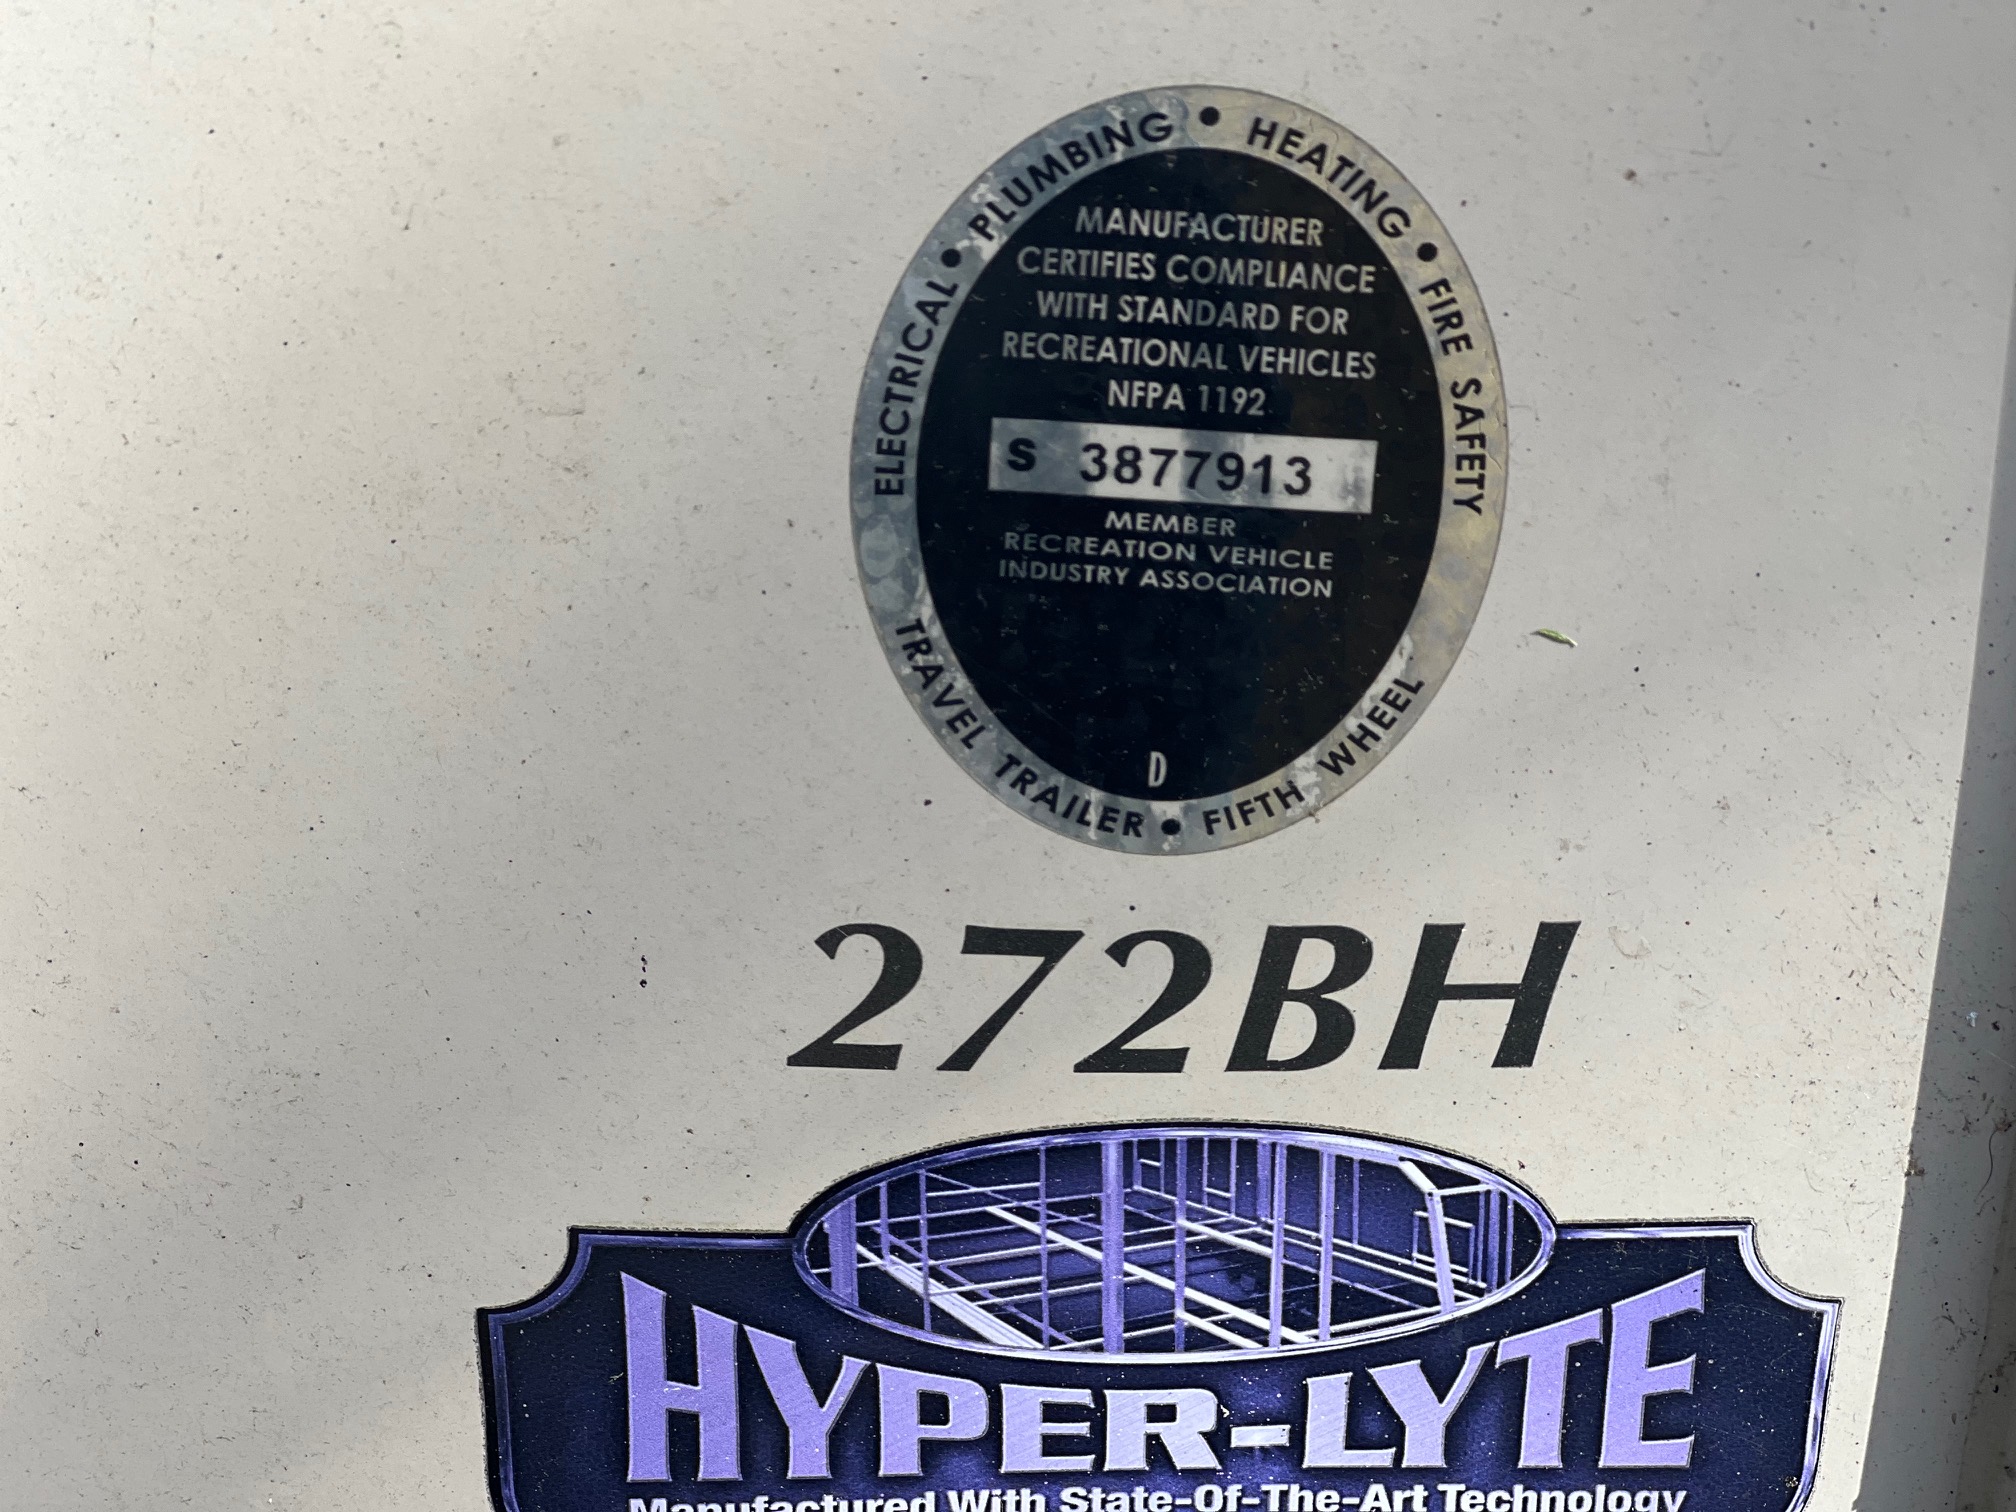 ELECTRICAL • PLUMBING • HEATING • FIRE SAFETY
MANUFACTURER
CERTIFIES COMPLIANCE
WITH STANDARD FOR
RECREATIONAL VEHICLES
NFPA 1192
S 3877913
MEMBER
RECREATION VEHICLE
INDUSTRY ASSOCIATION
D
TRAVEL TRAILER • FIFTH WHEEL
272BH
HYPER-LYTE
Manufactured With State-Of-The-Art Technology